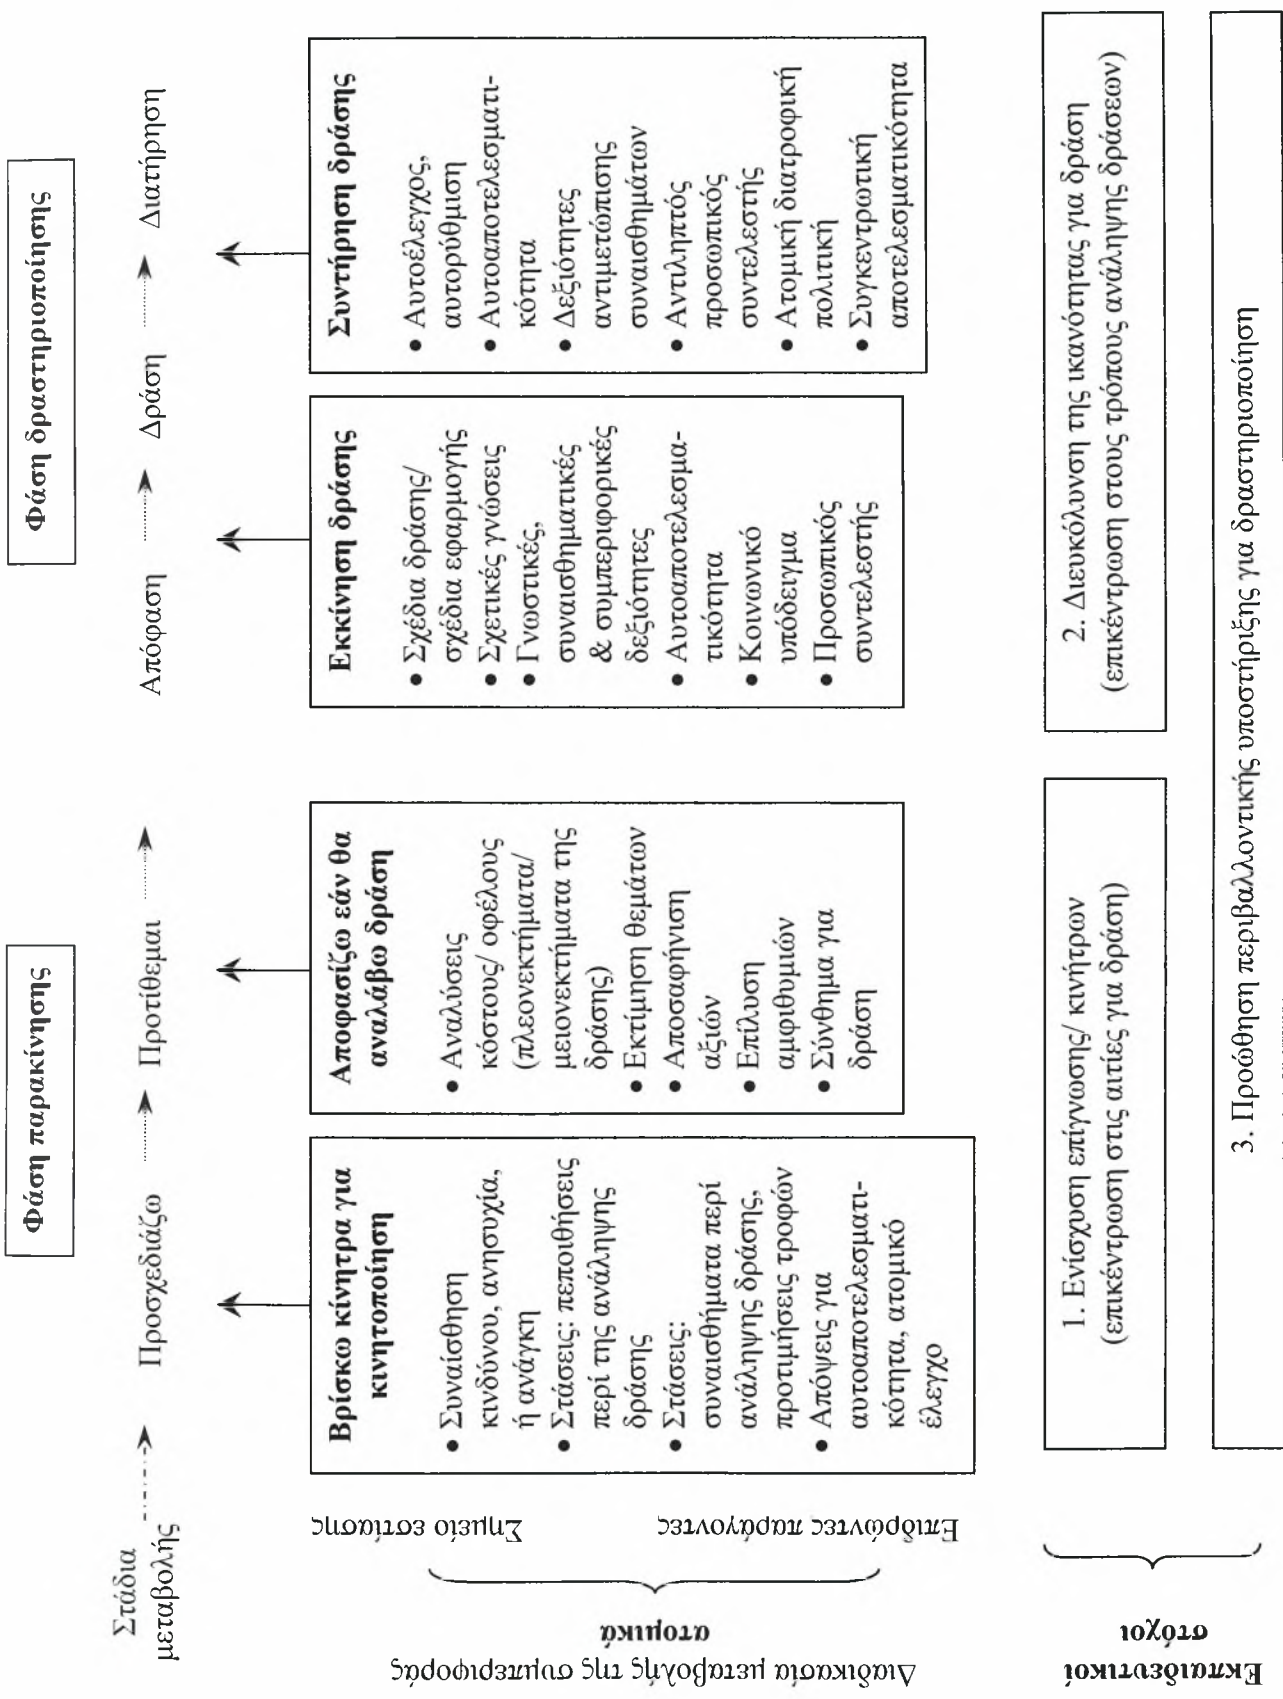 Φάση παρακίνησης
Φάση δραστηριοποίησης
Στάδια
μεταβολής
Προσχεδιάζω
Προτίθεμαι
Απόφαση
Δράση
Διατήρηση
Σημείο εστίασης
Επιδρώντες παράγοντες
Διαδικασία μεταβολής της συμπεριφοράς
ατομικά
Βρίσκω κίνητρα για
κινητοποίηση
• Συναίσθηση
κινδύνου, ανησυχία,
ή ανάγκη
• Στάσεις: πεποιθήσεις
περί της ανάληψης
δράσης
• Στάσεις:
συναισθήματα περί
ανάληψης δράσης,
προτιμήσεις τροφών
• Απόψεις για
αυτοαποτελεσματι-
κότητα, ατομικό
έλεγχο
Αποφασίζω εάν θα
αναλάβω δράση
• Αναλύσεις
κόστους/ οφέλους
(πλεονεκτήματα/
μειονεκτήματα της
δράσης)
• Εκτίμηση θεμάτων
• Αποσαφήνιση
αξιών
• Επίλυση
αμφιθυμιών
• Σύνθημα για
δράση
Εκκίνηση δράσης
• Σχέδια δράσης/
σχέδια εφαρμογής
• Σχετικές γνώσεις
• Γνωστικές,
συναισθηματικές
& συμπεριφορικές
δεξιότητες
• Αυτοαποτελεσμα-
τικότητα
• Κοινωνικό
υπόδειγμα
• Προσωπικός
συντελεστής
Συντήρηση δράσης
• Αυτοέλεγχος,
αυτορύθμιση
• Αυτοαποτελεσματι-
κότητα
• Δεξιότητες
αντιμετώπισης
συναισθημάτων
• Αντιληπτός
προσωπικός
συντελεστής
• Ατομική διατροφική
πολιτική
• Συγκεντρωτική
αποτελεσματικότητα
Εκπαιδευτικοί
στόχοι
1. Ενίσχυση επίγνωσης/ κινήτρων
(επικέντρωση στις αιτίες για δράση)
2. Διευκόλυνση της ικανότητας για δράση
(επικέντρωση στους τρόπους ανάληψης δράσεων)
3. Προώθηση περιβαλλοντικής υποστήριξης για δραστηριοποίηση